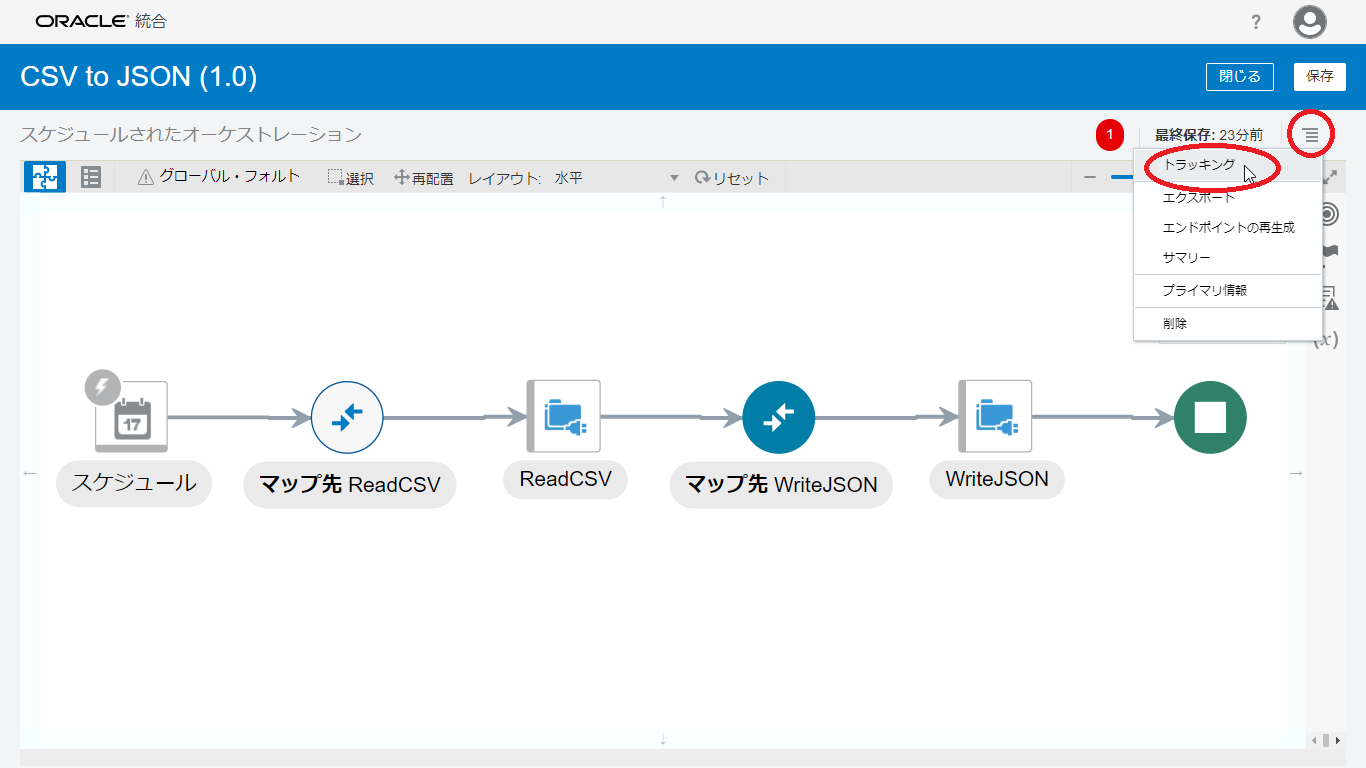 ORACLE 統合
?
CSV to JSON (1.0)
閉じる
保存
スケジュールされたオーケストレーション
1
最終保存: 23分前
グローバル・フォルト
選択
再配置
レイアウト: 水平
リセット
トラッキング
エクスポート
エンドポイントの再生成
サマリー
プライマリ情報
削除
(x)
17
スケジュール
マップ先 ReadCSV
ReadCSV
マップ先 WriteJSON
WriteJSON